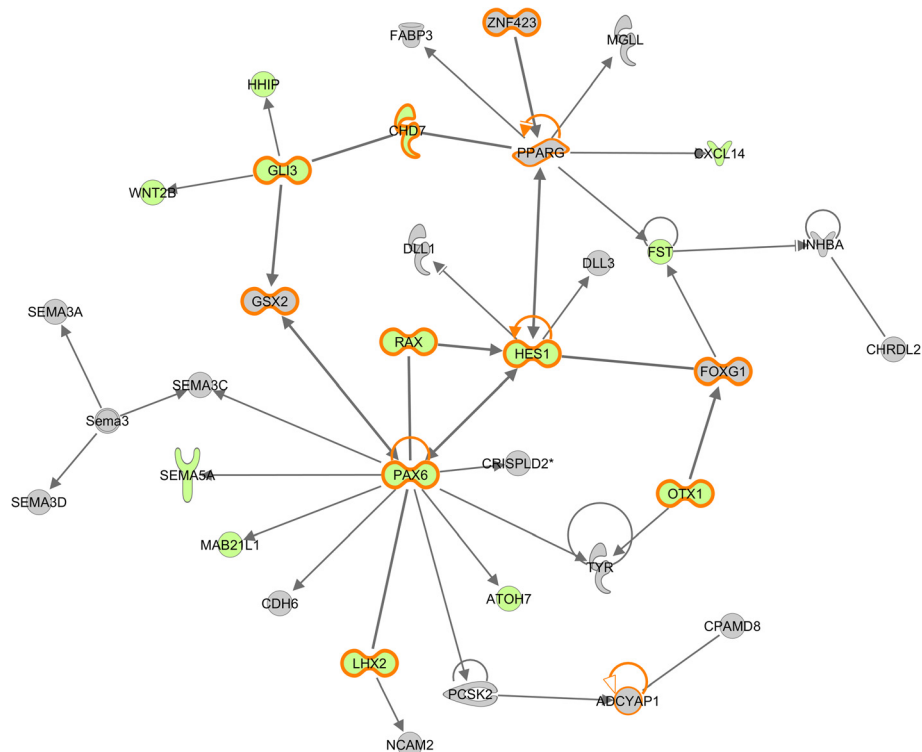 ZNF423
FABP3
MGLL
HHIP
CHD7
PPARG
CXCL14
GLI3
WNT2B
DLL1
FST
INHBA
DLL3
GSX2
SEMA3A
RAX
HES1
CHRDL2
FOXG1
SEMA3C
Sema3
CRISPLD2*
SEMA5A
PAX6
OTX1
SEMA3D
MAB21L1
TYR
CDH6
ATOH7
CPAMD8
LHX2
PCSK2
ADCYAP1
NCAM2